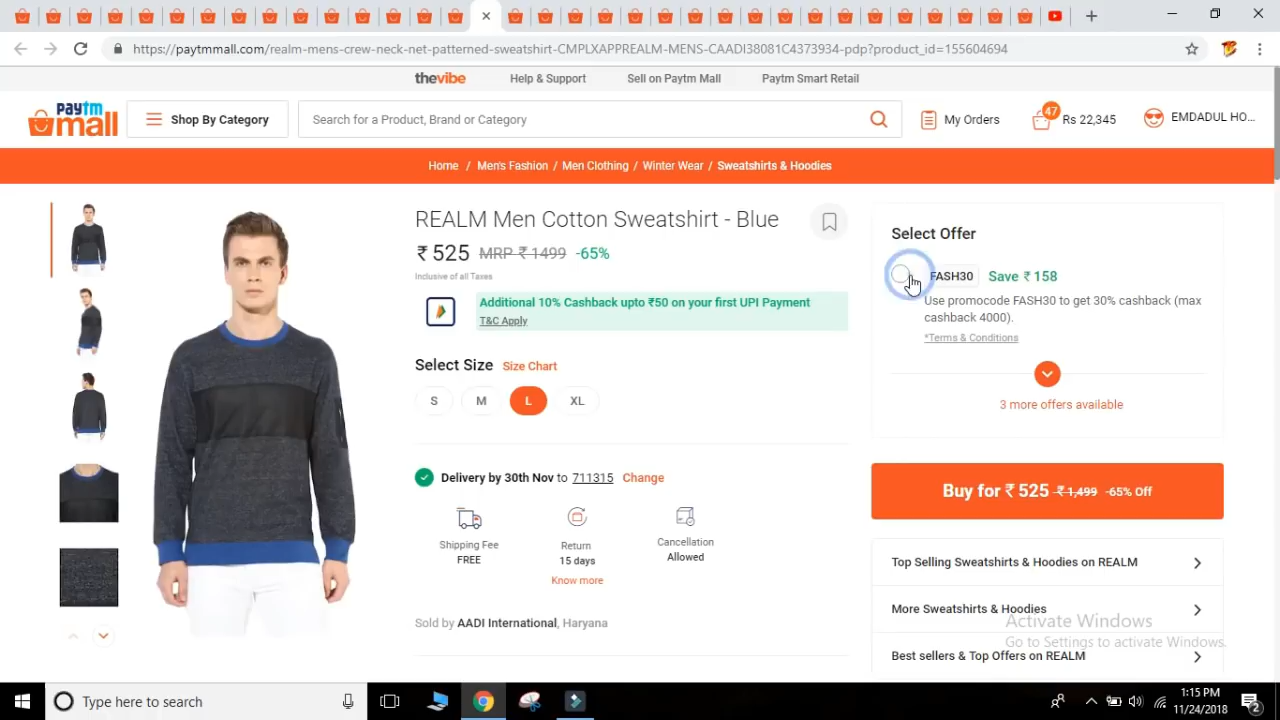 https://paytmmall.com/realm-mens-crew-neck-net-patterned-sweatshirt-CMPLXAPPREALM-MENS-CAADI38081C4373934-pdp?product_id=155604694
thevibe Help & Support Sell on Paytm Mall Paytm Smart Retail
paytm mall
Shop By Category
Search for a Product, Brand or Category
My Orders
47
Rs 22,345
EMDADUL HO...
Home / Men's Fashion / Men Clothing / Winter Wear / Sweatshirts & Hoodies
REALM Men Cotton Sweatshirt - Blue
₹ 525 MRP ₹ 1499 -65%
Inclusive of all Taxes
Additional 10% Cashback upto ₹50 on your first UPI Payment
T&C Apply
Select Size Size Chart
S M L XL
Delivery by 30th Nov to 711315 Change
Shipping Fee
FREE
Return
15 days
Know more
Cancellation
Allowed
Sold by AADI International, Haryana
Select Offer
FASH30 Save ₹ 158
Use promocode FASH30 to get 30% cashback (max
cashback 4000).
*Terms & Conditions
3 more offers available
Buy for ₹ 525 ₹ 1,499 -65% Off
Top Selling Sweatshirts & Hoodies on REALM
More Sweatshirts & Hoodies
Best sellers & Top Offers on REALM
Activate Windows
Go to Settings to activate Windows.
Type here to search
1:15 PM
11/24/2018
2